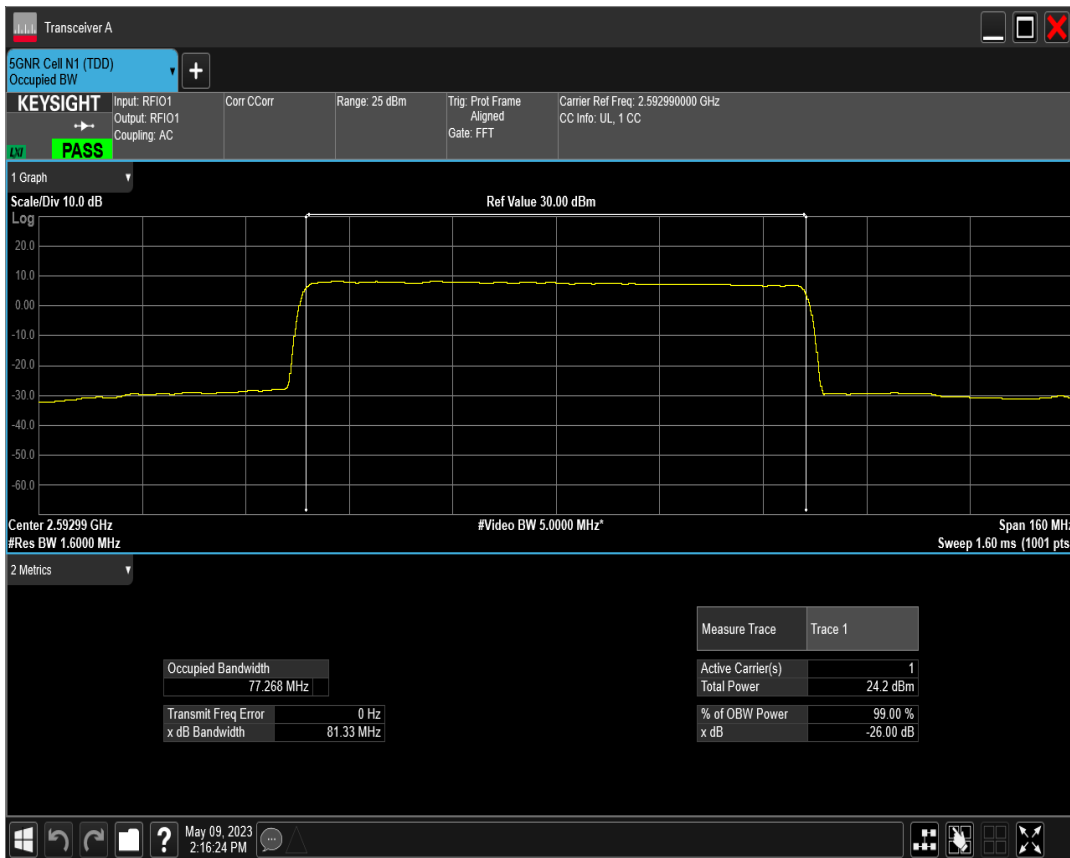 Transceiver A
5GNR Cell N1 (TDD)
Occupied BW
KEYSIGHT
LXI
PASS
Input: RFIO1
Output: RFIO1
Coupling: AC
Corr CCorr
Range: 25 dBm
Trig: Prot Frame
Aligned
Gate: FFT
Carrier Ref Freq: 2.592990000 GHz
CC Info: UL, 1 CC
1 Graph
Scale/Div 10.0 dB
Ref Value 30.00 dBm
Log
20.0
10.0
0.00
-10.0
-20.0
-30.0
-40.0
-50.0
-60.0
Center 2.59299 GHz
#Video BW 5.0000 MHz*
Span 160 MHz
#Res BW 1.6000 MHz
Sweep 1.60 ms (1001 pts
2 Metrics
Measure Trace Trace 1
Occupied Bandwidth
77.268 MHz
Active Carrier(s) 1
Total Power 24.2 dBm
Transmit Freq Error 0 Hz
x dB Bandwidth 81.33 MHz
% of OBW Power 99.00 %
x dB -26.00 dB
May 09, 2023
2:16:24 PM